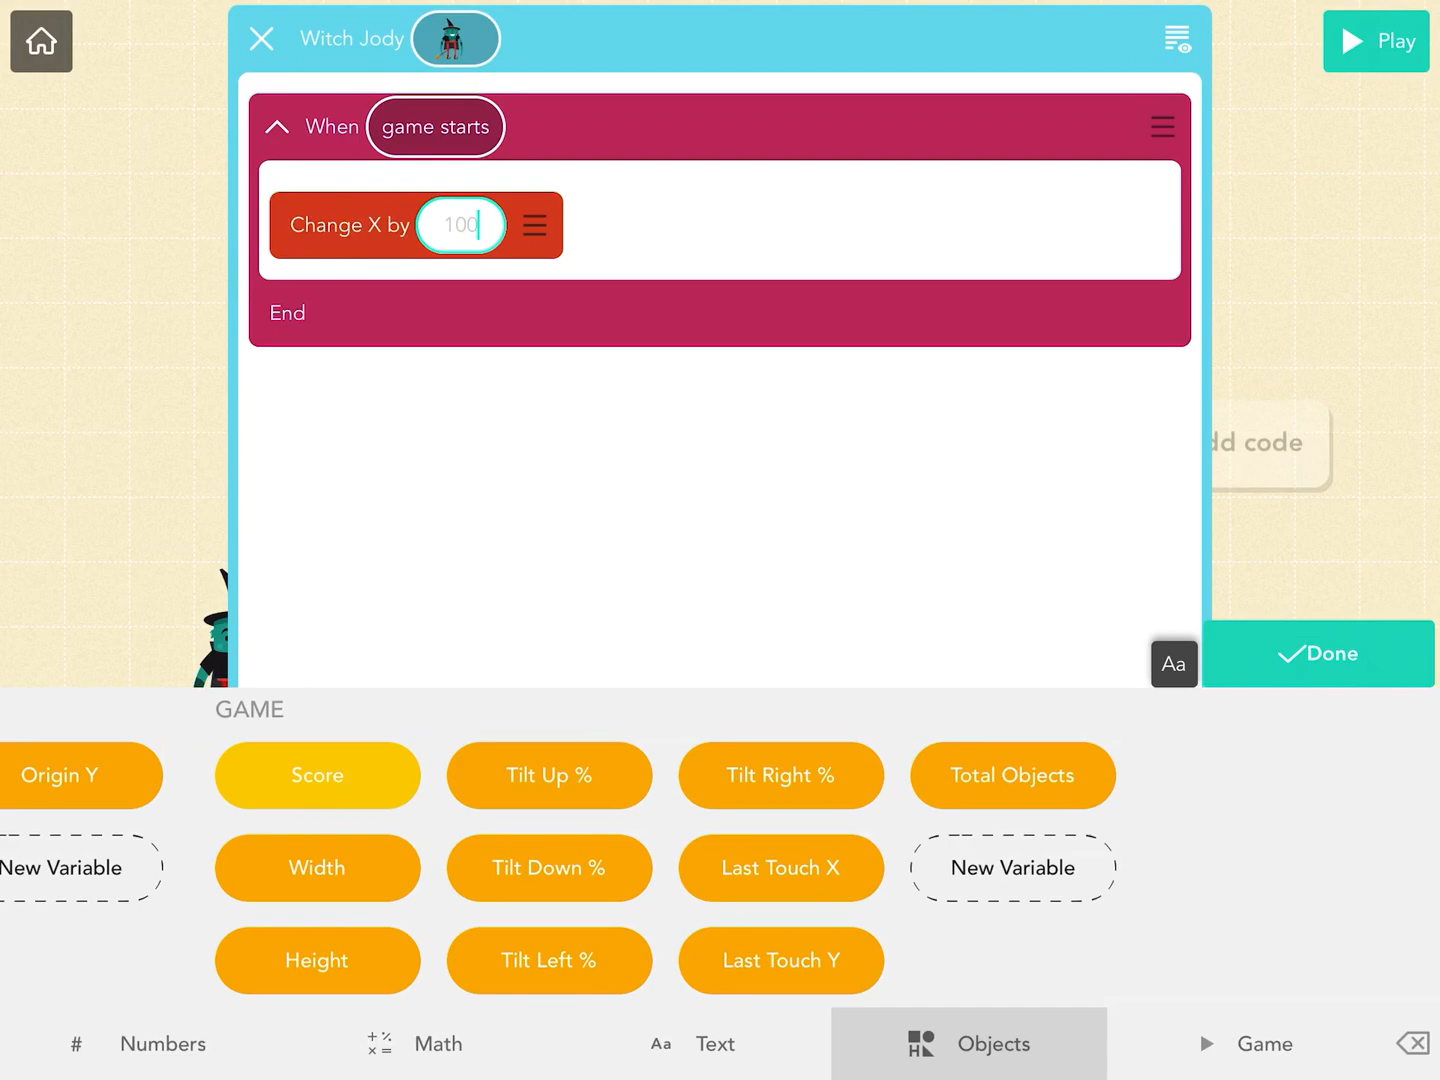 Witch Jody
Play
When game starts
Change X by 100
End
dd code
Aa
Done
GAME
Origin Y Score Tilt Up % Tilt Right % Total Objects
New Variable Width Tilt Down % Last Touch X New Variable
Height Tilt Left % Last Touch Y
# Numbers Math Aa Text Objects Game